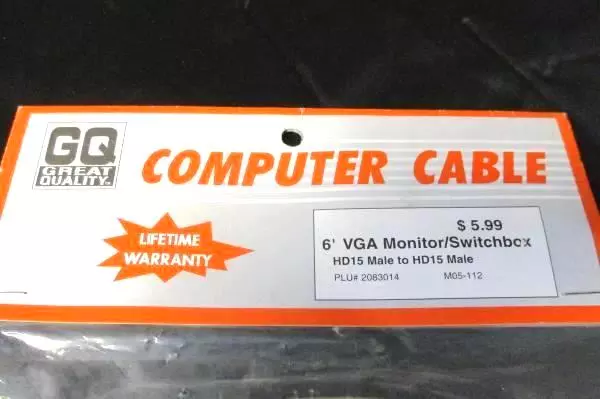 GQ
GREAT
QUALITY™
COMPUTER CABLE
LIFETIME
WARRANTY
$ 5.99
6' VGA Monitor/Switchbox
HD15 Male to HD15 Male
PLU# 2083014 M05-112